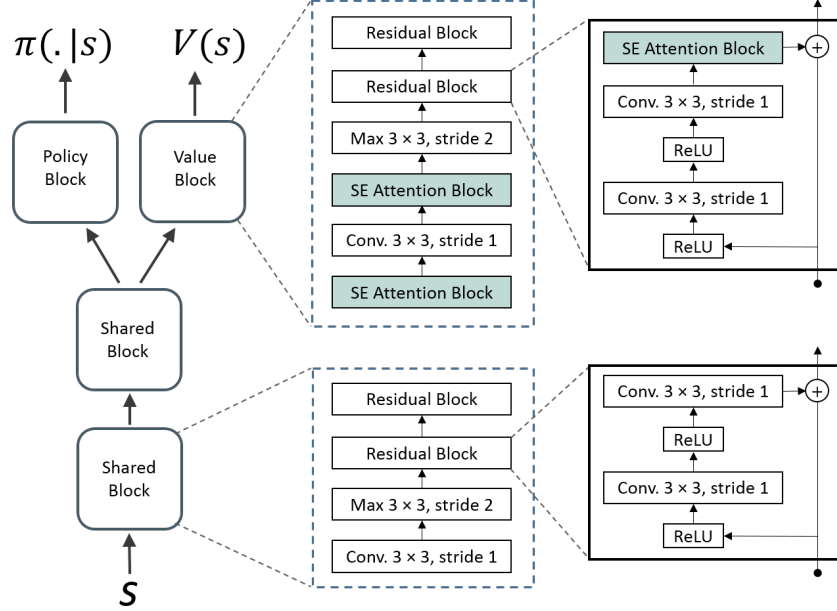 π(.|s)
V(s)
Policy
Block
Value
Block
Shared
Block
Shared
Block
s
Residual Block
Residual Block
Max 3 × 3, stride 2
SE Attention Block
Conv. 3 × 3, stride 1
SE Attention Block
SE Attention Block
+
Conv. 3 × 3, stride 1
ReLU
Conv. 3 × 3, stride 1
ReLU
Residual Block
Residual Block
Max 3 × 3, stride 2
Conv. 3 × 3, stride 1
Conv. 3 × 3, stride 1
+
ReLU
Conv. 3 × 3, stride 1
ReLU